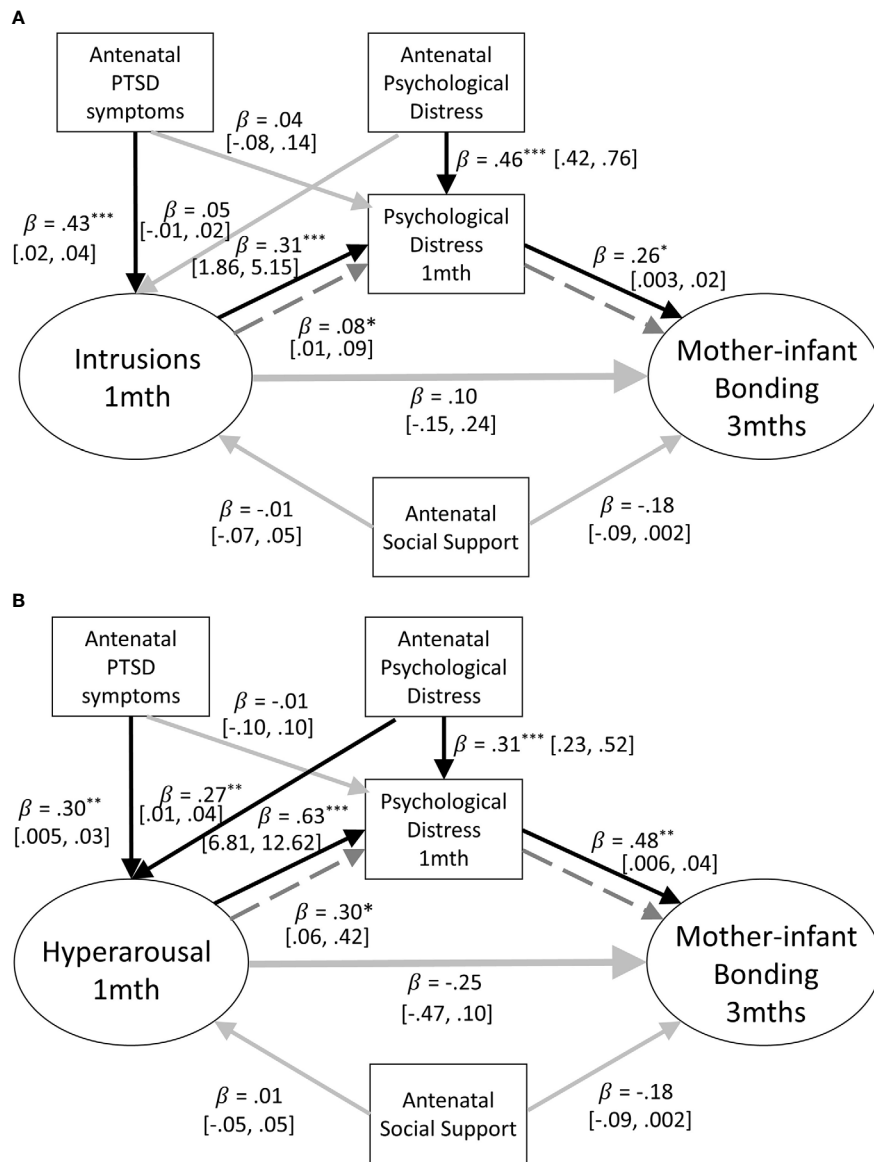 A
Antenatal
PTSD
symptoms
Antenatal
Psychological
Distress
β = .04
[-.08, .14]
β = .46*** [.42, .76]
β = .43***
[.02, .04]
β = .05
[-.01, .02]
β = .31***
[1.86, 5.15]
Psychological
Distress
1mth
β = .26*
[.003, .02]
Intrusions
1mth
β = .08*
[.01, .09]
Mother-infant
Bonding
3mths
β = .10
[-.15, .24]
β = -.01
[-.07, .05]
Antenatal
Social Support
β = -.18
[-.09, .002]
B
Antenatal
PTSD
symptoms
Antenatal
Psychological
Distress
β = -.01
[-.10, .10]
β = .31*** [.23, .52]
β = .30**
[.005, .03]
β = .27**
[.01, .04]
β = .63***
[6.81, 12.62]
Psychological
Distress
1mth
β = .48**
[.006, .04]
Hyperarousal
1mth
β = .30*
[.06, .42]
Mother-infant
Bonding
3mths
β = -.25
[-.47, .10]
β = .01
[-.05, .05]
Antenatal
Social Support
β = -.18
[-.09, .002]